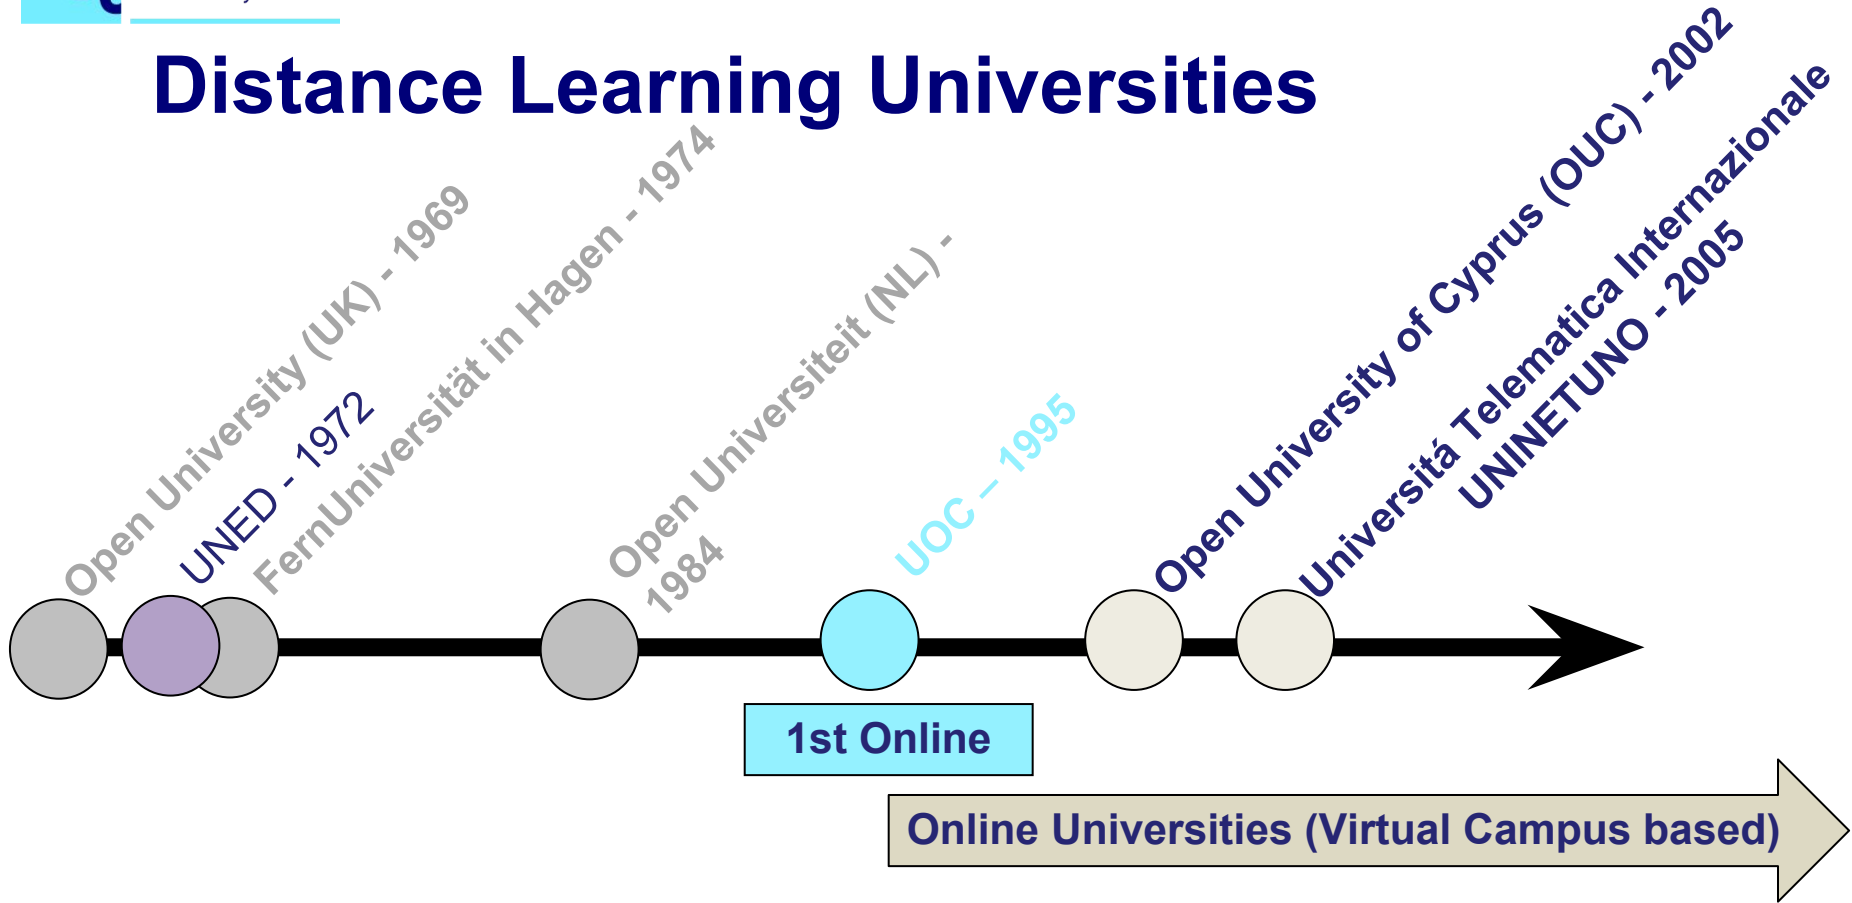 Distance Learning Universities
Open University (UK) - 1969
UNED - 1972
FernUniversität in Hagen - 1974
Open Universiteit (NL) -
1984
UOC – 1995
Open University of Cyprus (OUC) - 2002
Universitá Telematica Internazionale
UNINETUNO - 2005
1st Online
Online Universities (Virtual Campus based)